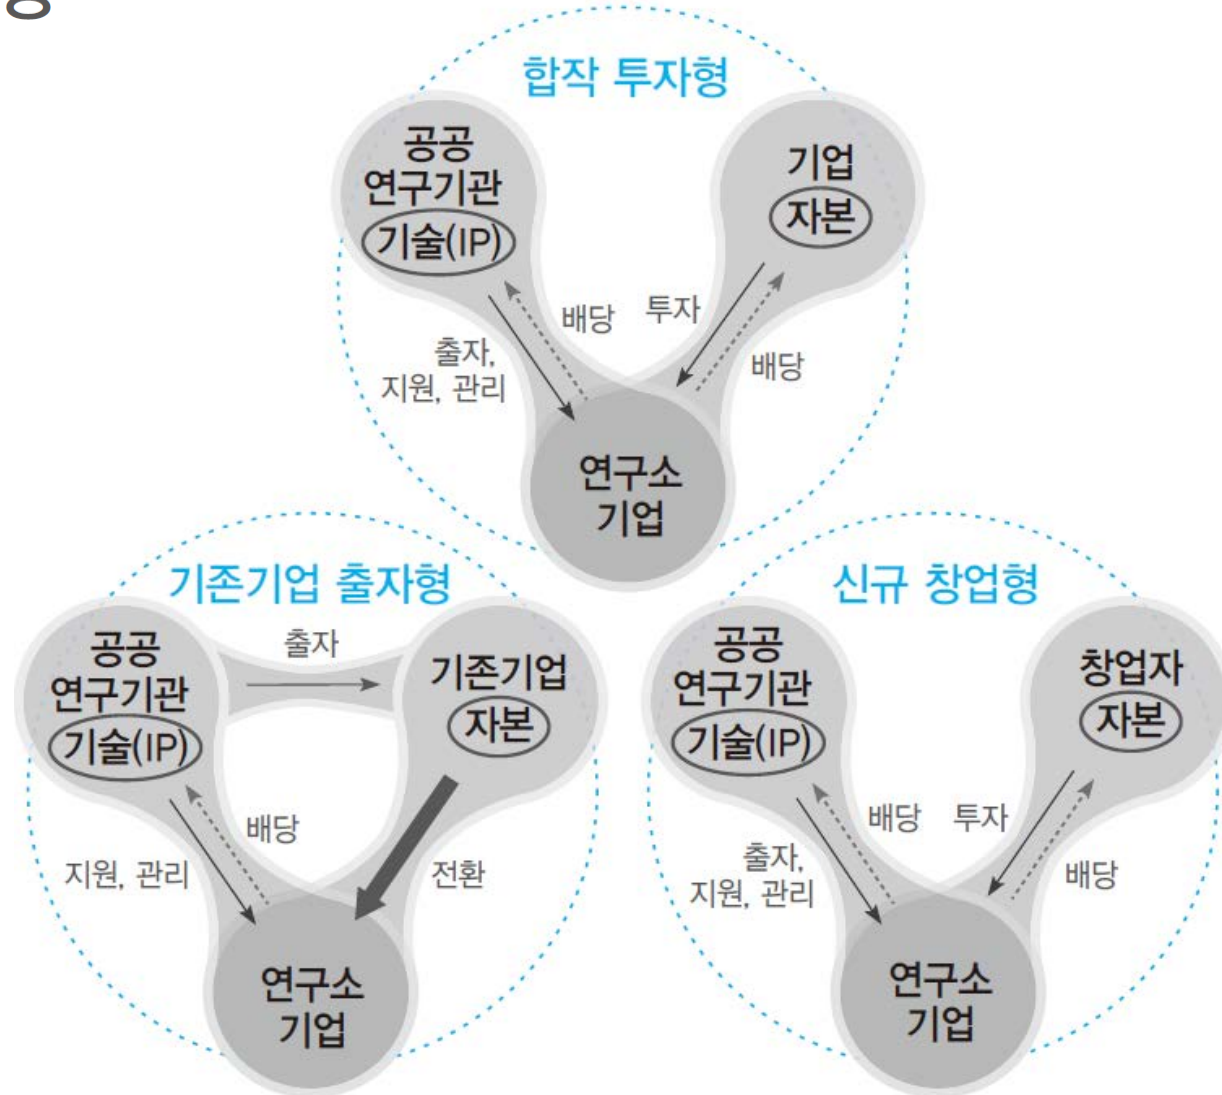 합작 투자형
공공
연구기관
기술(IP)
기업
자본
배당
투자
출자,
지원, 관리
배당
연구소
기업
기존기업 출자형
공공
연구기관
기술(IP)
출자
기존기업
자본
배당
지원, 관리
전환
연구소
기업
신규 창업형
공공
연구기관
기술(IP)
창업자
자본
배당
투자
출자,
지원, 관리
배당
연구소
기업